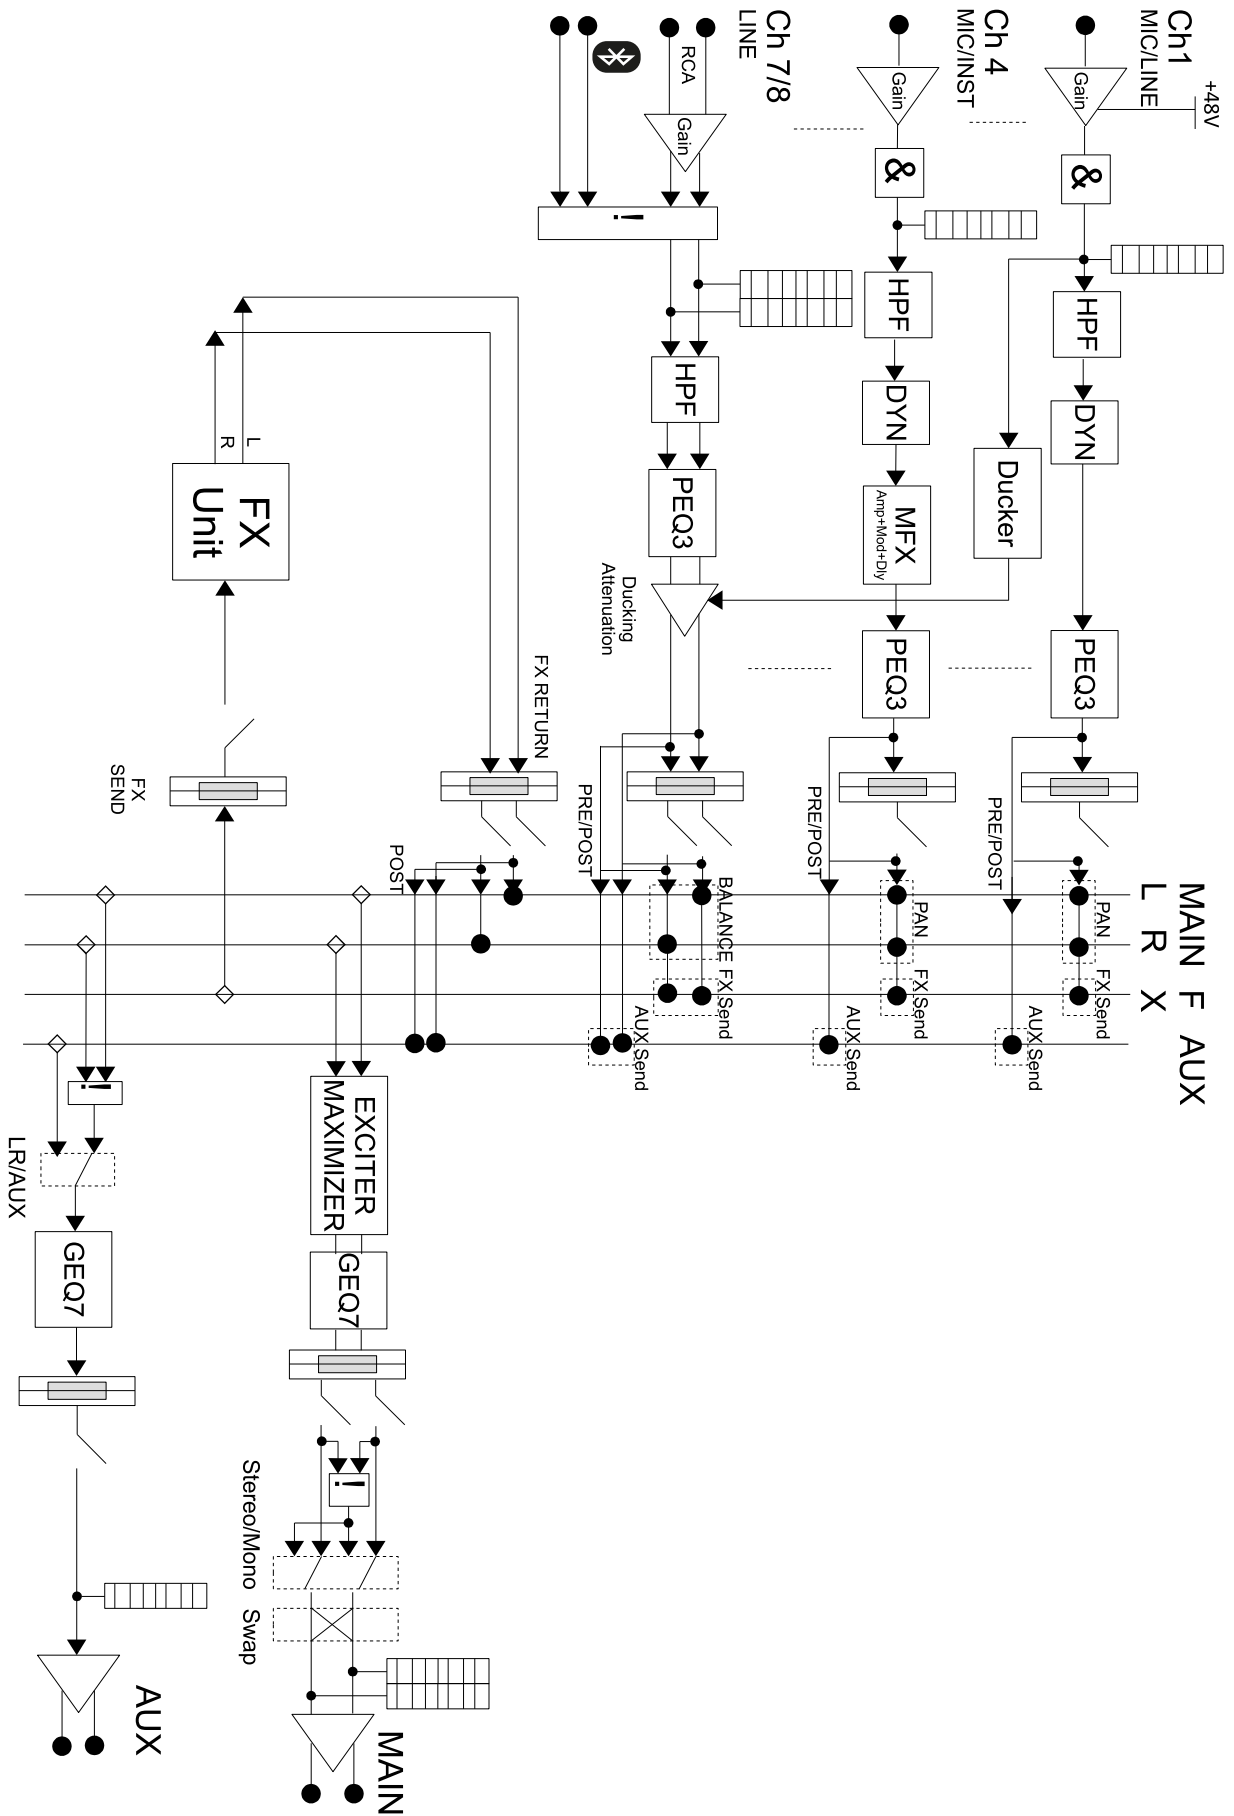 Ch1
MIC/LINE
+48V
Gain
&
HPF
DYN
Ducker
PEQ3
PRE/POST
PAN
FX Send
AUX Send
MAIN F AUX
L R X
Ch 4
MIC/INST
Gain
&
HPF
DYN
MFX
Amp+Mod+Dly
PEQ3
PRE/POST
PAN
FX Send
AUX Send
Ch 7/8
LINE
RCA
Gain
!
HPF
PEQ3
Ducking
Attenuation
PRE/POST
BALANCE
FX Send
AUX Send
FX RETURN
POST
L
R
FX
Unit
FX
SEND
EXCITER
MAXIMIZER
GEQ7
!
Stereo/Mono
Swap
MAIN
!
LR/AUX
GEQ7
AUX